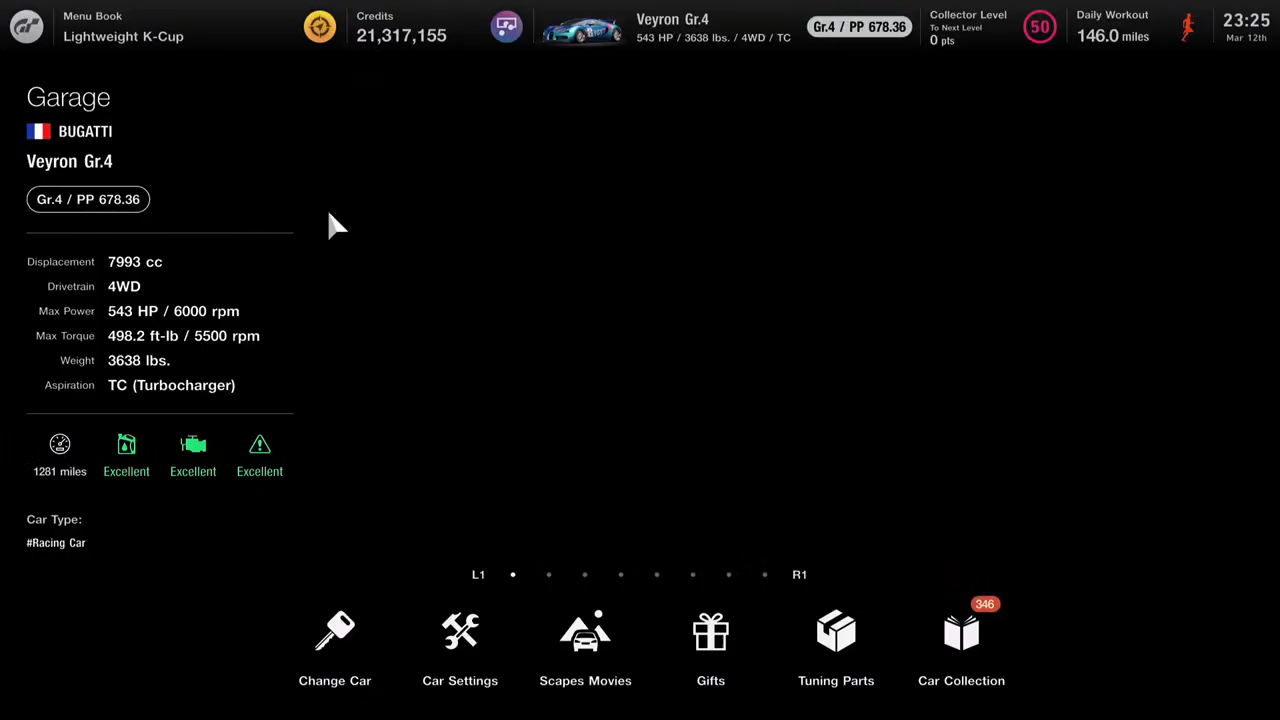 Menu Book
Lightweight K-Cup
Credits
21,317,155
Veyron Gr.4
543 HP / 3638 lbs. / 4WD / TC
Gr.4 / PP 678.36
Collector Level
To Next Level
0 pts
50
Daily Workout
146.0 miles
23:25
Mar 12th
Garage
BUGATTI
Veyron Gr.4
Gr.4 / PP 678.36
Displacement 7993 cc
Drivetrain 4WD
Max Power 543 HP / 6000 rpm
Max Torque 498.2 ft-lb / 5500 rpm
Weight 3638 lbs.
Aspiration TC (Turbocharger)
1281 miles Excellent Excellent Excellent
Car Type:
#Racing Car
L1 R1
346
Change Car Car Settings Scapes Movies Gifts Tuning Parts Car Collection